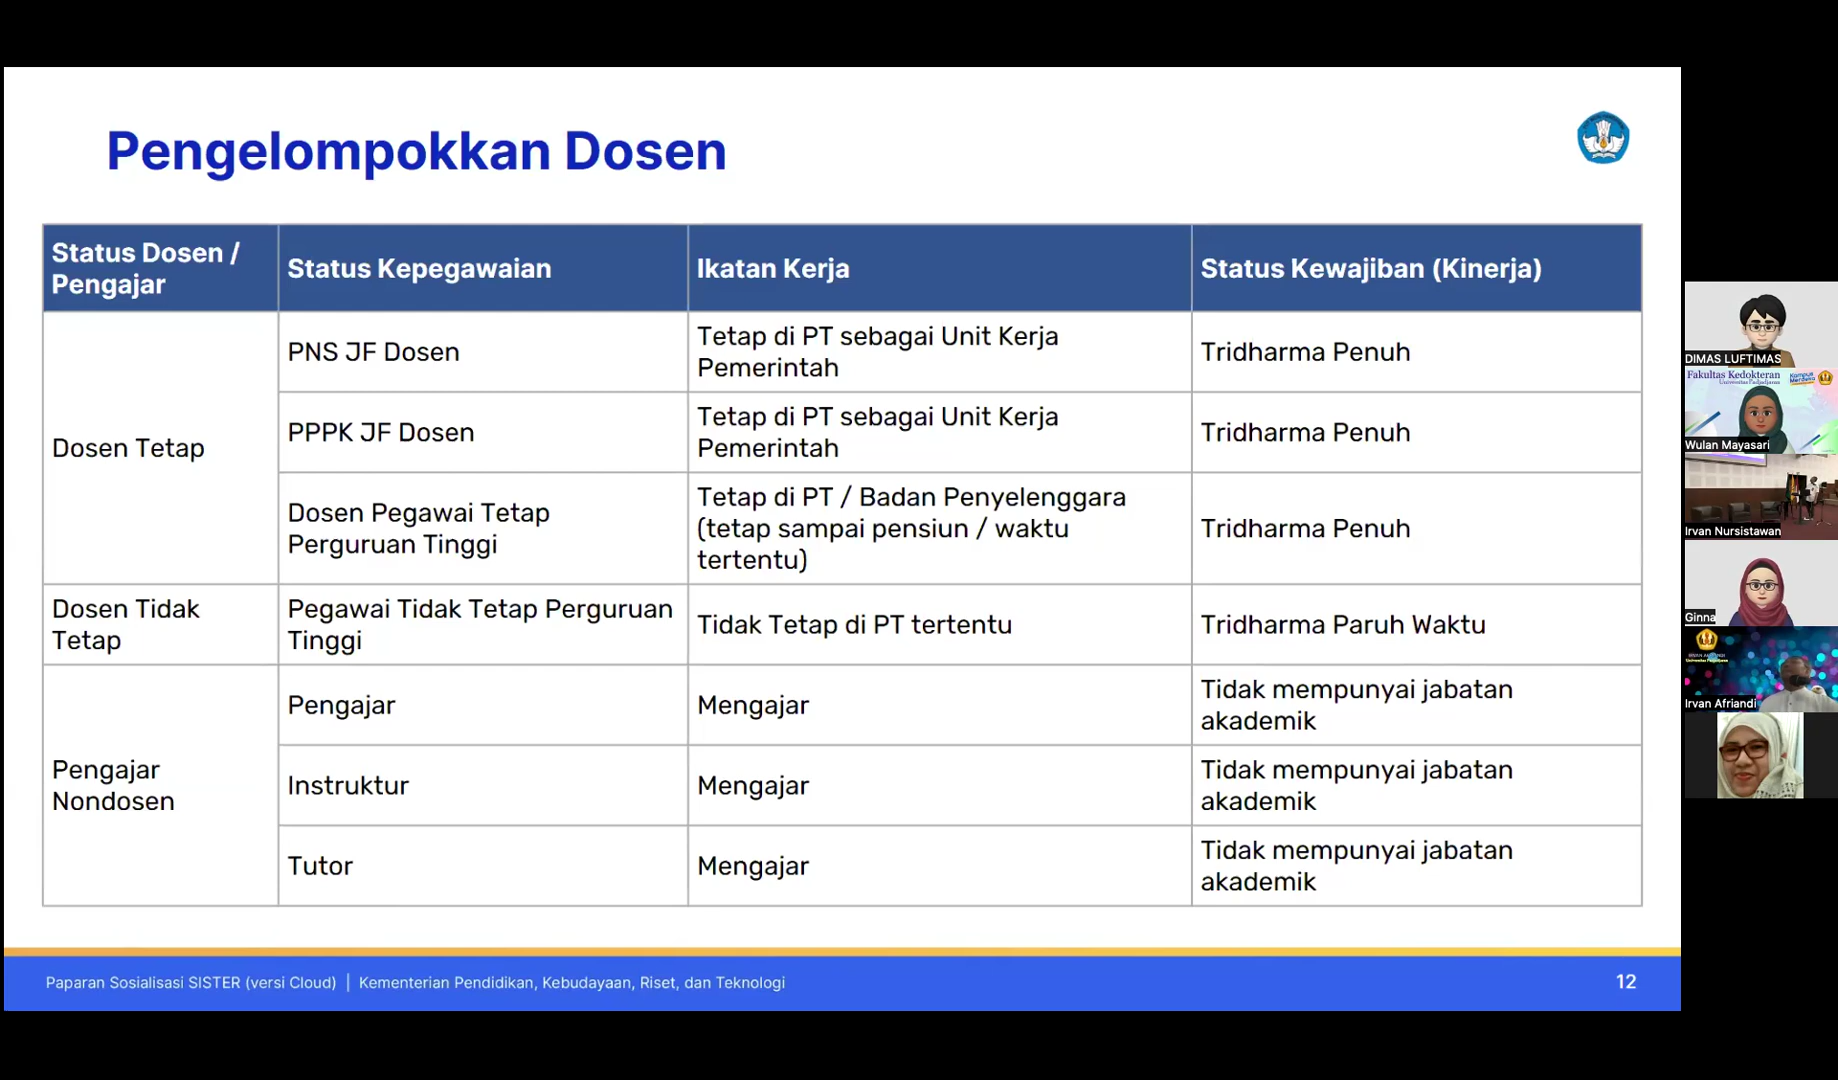 Pengelompokkan Dosen
Status Dosen /
Pengajar
Status Kepegawaian
Ikatan Kerja
Status Kewajiban (Kinerja)
Dosen Tetap
PNS JF Dosen
Tetap di PT sebagai Unit Kerja
Pemerintah
Tridharma Penuh
PPPK JF Dosen
Tetap di PT sebagai Unit Kerja
Pemerintah
Tridharma Penuh
Dosen Pegawai Tetap
Perguruan Tinggi
Tetap di PT / Badan Penyelenggara
(tetap sampai pensiun / waktu
tertentu)
Tridharma Penuh
Dosen Tidak
Tetap
Pegawai Tidak Tetap Perguruan
Tinggi
Tidak Tetap di PT tertentu
Tridharma Paruh Waktu
Pengajar
Nondosen
Pengajar
Mengajar
Tidak mempunyai jabatan
akademik
Instruktur
Mengajar
Tidak mempunyai jabatan
akademik
Tutor
Mengajar
Tidak mempunyai jabatan
akademik
Paparan Sosialisasi SISTER (versi Cloud) | Kementerian Pendidikan, Kebudayaan, Riset, dan Teknologi
12
DIMAS LUFTIMAS
Fakultas Kedokteran
Universitas Padjadjaran
Kampus
Merdeka
Wulan Mayasari
Irvan Nursistawan
Ginna
Universitas Padjadjaran
Irvan Afriandi